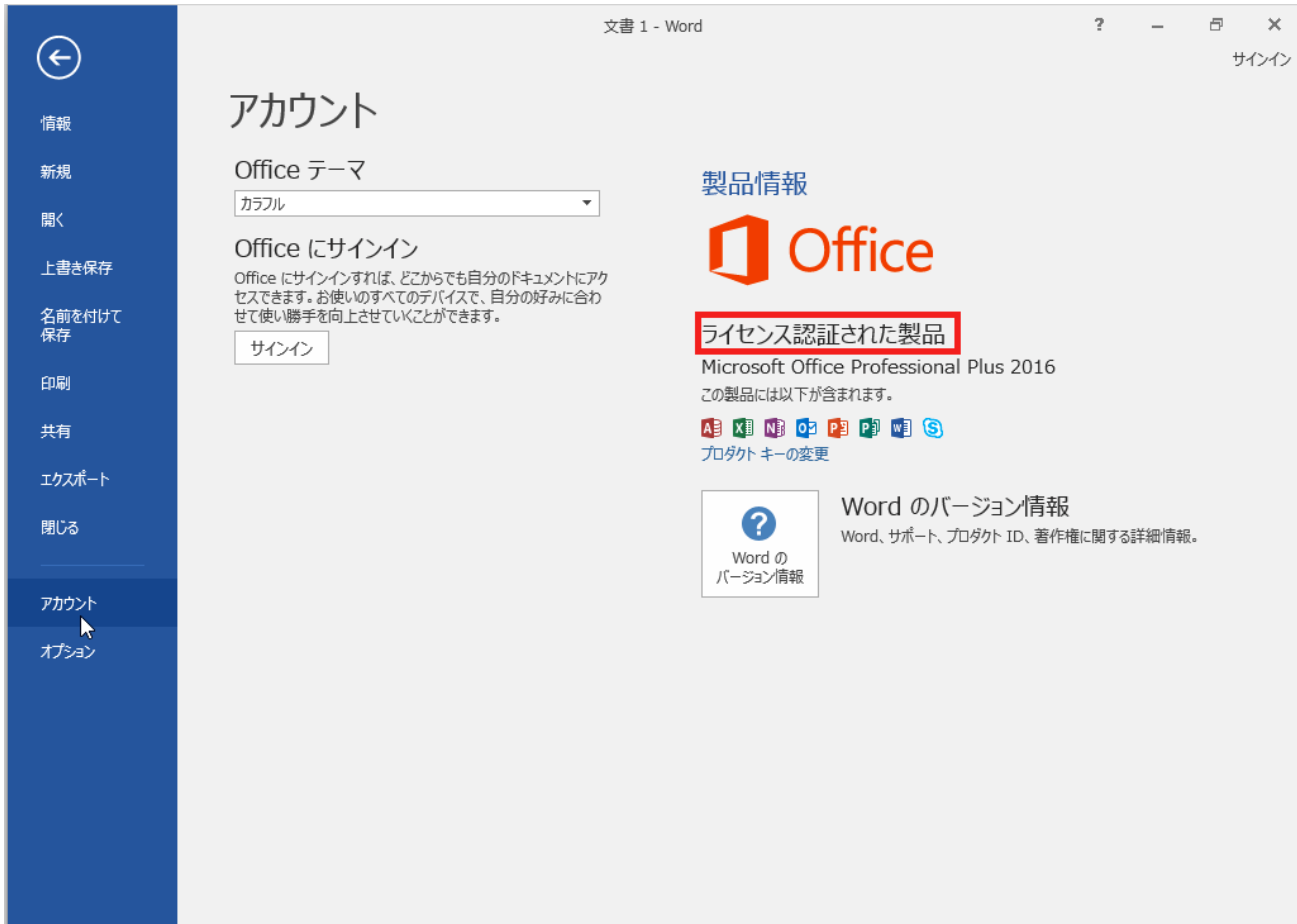 文書 1 - Word
?
サインイン
情報
新規
開く
上書き保存
名前を付けて
保存
印刷
共有
エクスポート
閉じる
アカウント
オプション
アカウント
Office テーマ
カラフル
Office にサインイン
Office にサインインすれば、どこからでも自分のドキュメントにアク
セスできます。お使いのすべてのデバイスで、自分の好みに合わ
せて使い勝手を向上させていくことができます。
サインイン
製品情報
Office
ライセンス認証された製品
Microsoft Office Professional Plus 2016
この製品には以下が含まれます。
プロダクト キーの変更
?
Word の
バージョン情報
Word のバージョン情報
Word、サポート、プロダクト ID、著作権に関する詳細情報。